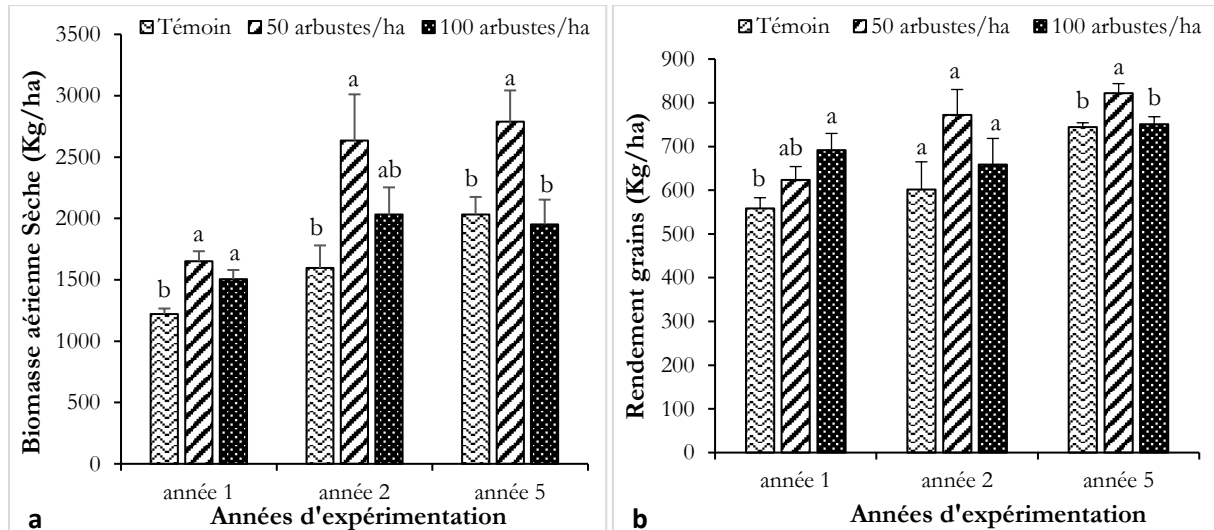 Témoin 50 arbustes/ha 100 arbustes/ha
Biomasse aérienne Sèche (Kg/ha)
3500
3000
2500
2000
1500
1000
500
0
b a a
b a ab
b a b
année 1 année 2 année 5
Années d'expérimentation
a
Témoin 50 arbustes/ha 100 arbustes/ha
Rendement grains (Kg/ha)
900
800
700
600
500
400
300
200
100
0
b ab a
a a a
b a b
année 1 année 2 année 5
Années d'expérimentation
b